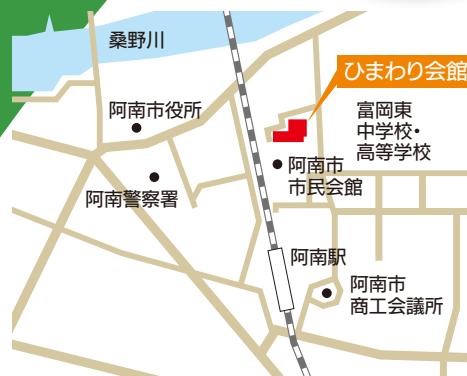 桑野川
ひまわり会館
阿南市役所
富岡東
中学校・
高等学校
阿南市
市民会館
阿南警察署
阿南駅
阿南市
商工会議所